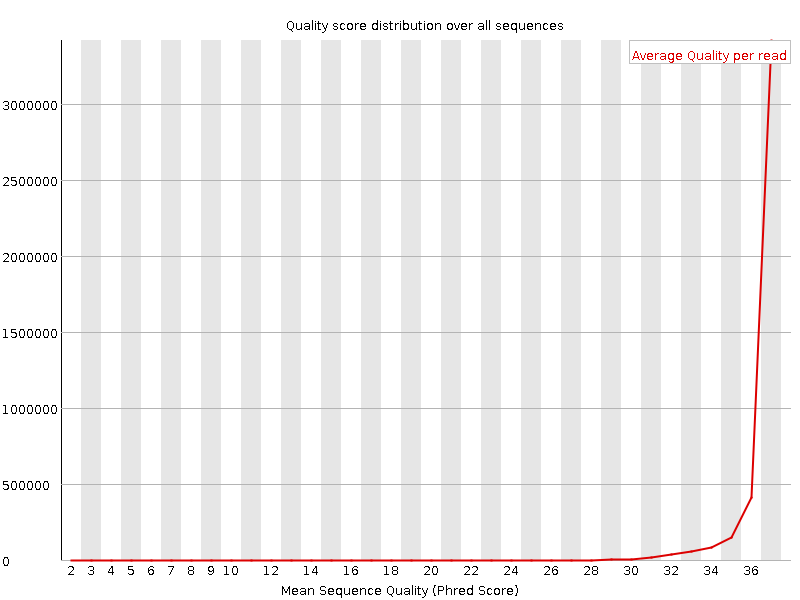 Quality score distribution over all sequences
Average Quality per read
3000000
2500000
2000000
1500000
1000000
500000
0
2 3 4 5 6 7 8 9 10 12 14 16 18 20 22 24 26 28 30 32 34 36
Mean Sequence Quality (Phred Score)